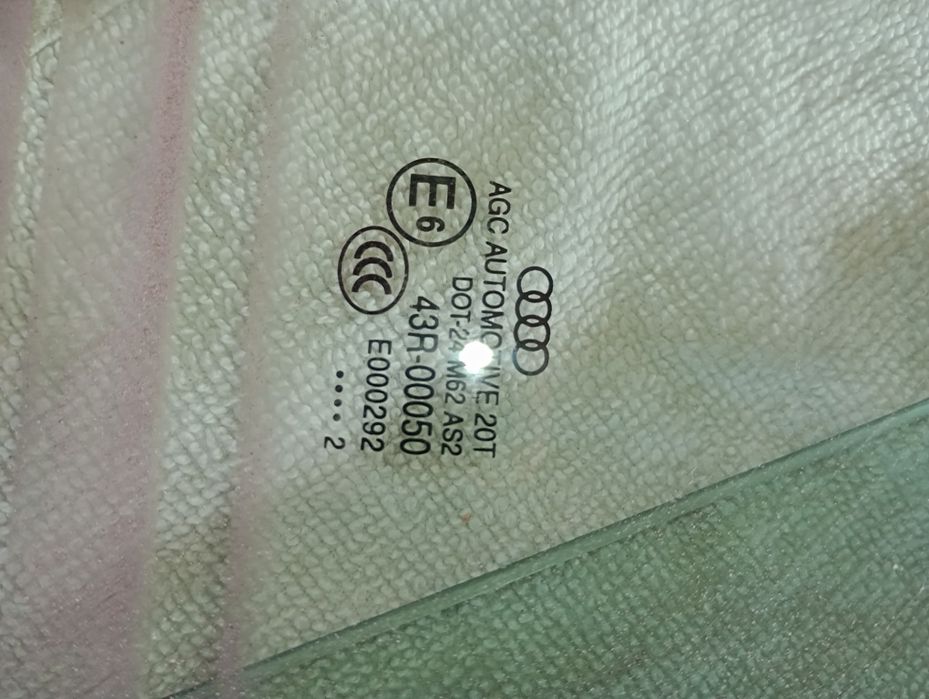 AGC AUTOMOTIVE 20T
DOT-24 M62 AS2
E6
43R-00050
CCC
E000292
.... 2